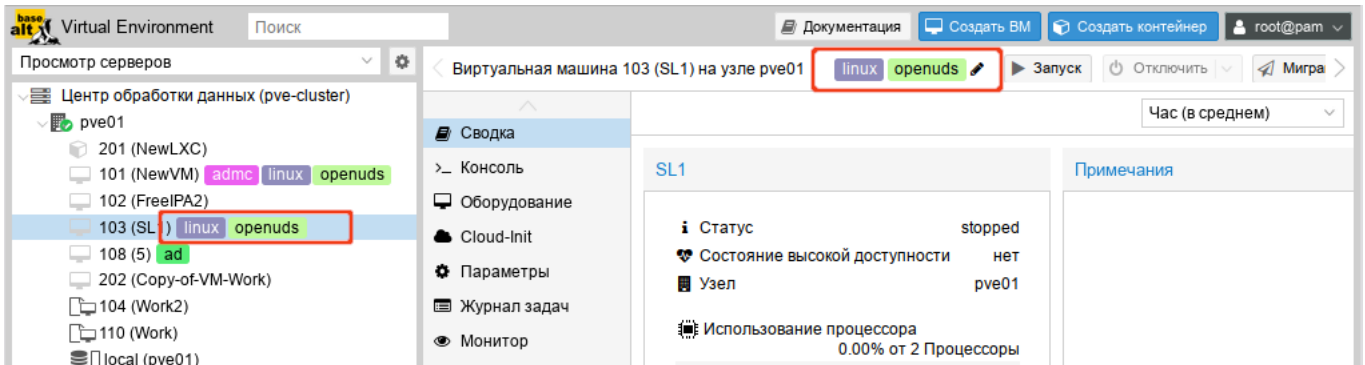 base alt Virtual Environment Поиск Документация Создать ВМ Создать контейнер root@pam
Просмотр серверов
Центр обработки данных (pve-cluster)
pve01
201 (NewLXC)
101 (NewVM) admc linux openuds
102 (FreeIPA2)
103 (SL1) linux openuds
108 (5) ad
202 (Copy-of-VM-Work)
104 (Work2)
110 (Work)
local (pve01)
Виртуальная машина 103 (SL1) на узле pve01 linux openuds Запуск Отключить Мигра
Сводка
>_ Консоль
Оборудование
Cloud-Init
Параметры
Журнал задач
Монитор
Час (в среднем)
SL1
Статус stopped
Состояние высокой доступности нет
Узел pve01
Использование процессора
0.00% от 2 Процессоры
Примечания